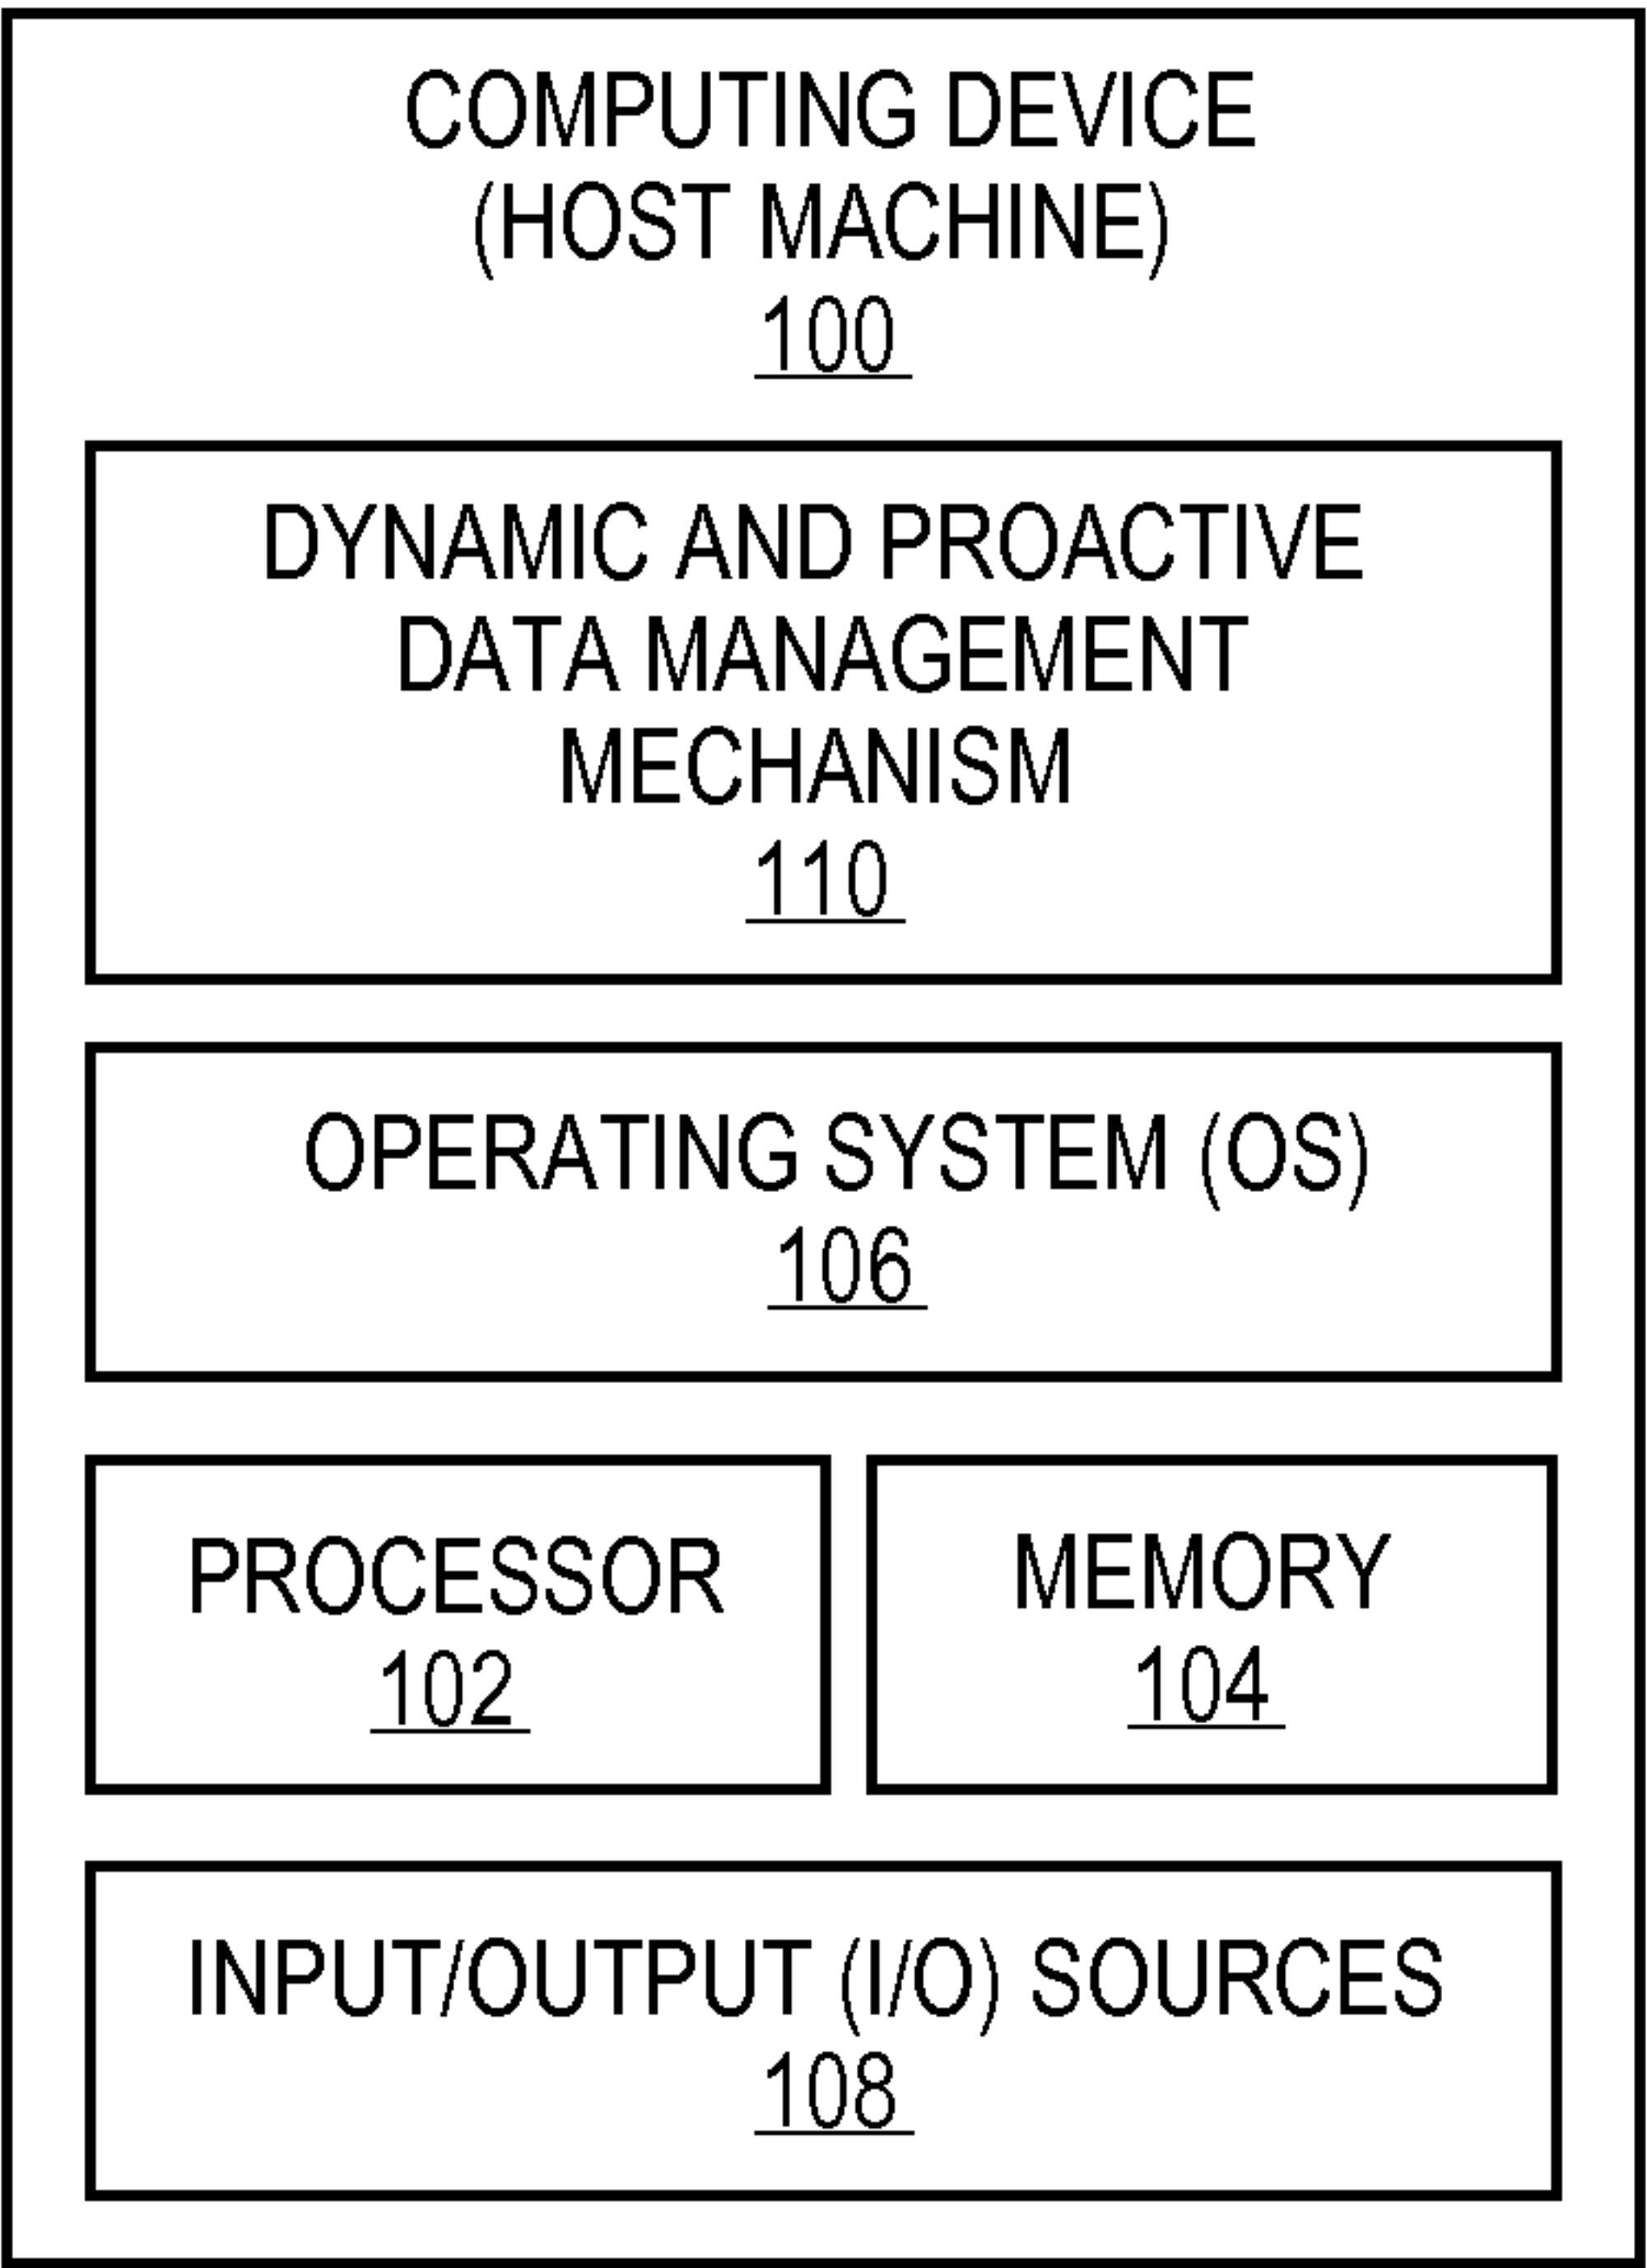 COMPUTING DEVICE
(HOST MACHINE)
100
DYNAMIC AND PROACTIVE
DATA MANAGEMENT
MECHANISM
110
OPERATING SYSTEM (OS)
106
PROCESSOR
102
MEMORY
104
INPUT/OUTPUT (I/O) SOURCES
108